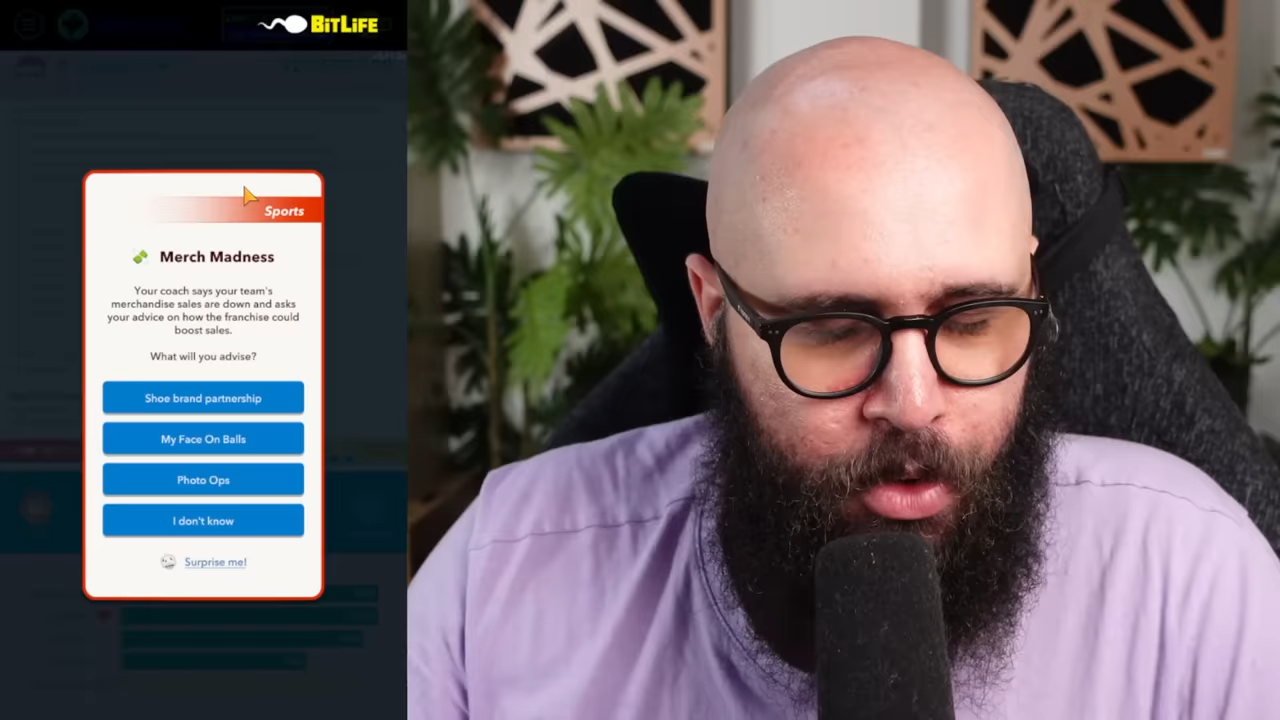 BITLIFE
Sports
Merch Madness
Your coach says your team's
merchandise sales are down and asks
your advice on how the franchise could
boost sales.
What will you advise?
Shoe brand partnership
My Face On Balls
Photo Ops
I don't know
Surprise me!